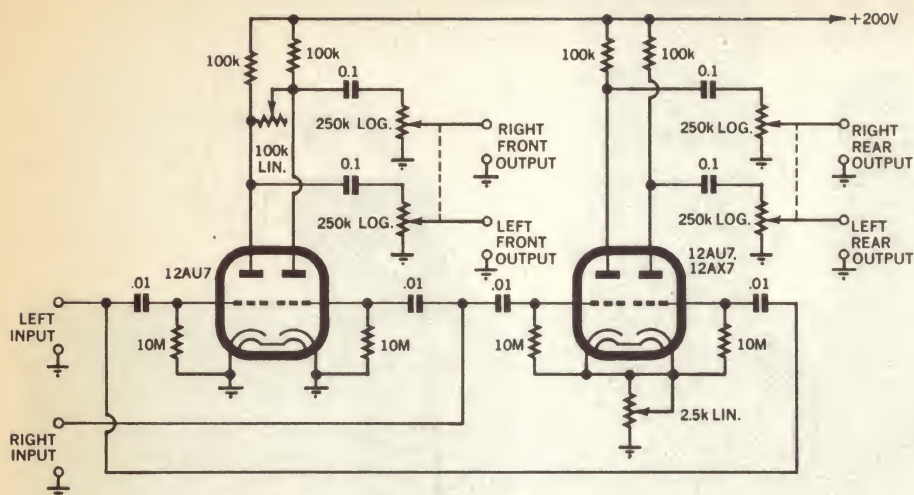 +200V
100k
100k
100k
100k
0.1
0.1
250k LOG.
RIGHT
FRONT
OUTPUT
250k LOG.
RIGHT
REAR
OUTPUT
100k
LIN.
0.1
0.1
250k LOG.
LEFT
FRONT
OUTPUT
250k LOG.
LEFT
REAR
OUTPUT
12AU7
12AU7,
12AX7
.01
.01
.01
.01
LEFT
INPUT
10M
10M
10M
10M
2.5k LIN.
RIGHT
INPUT